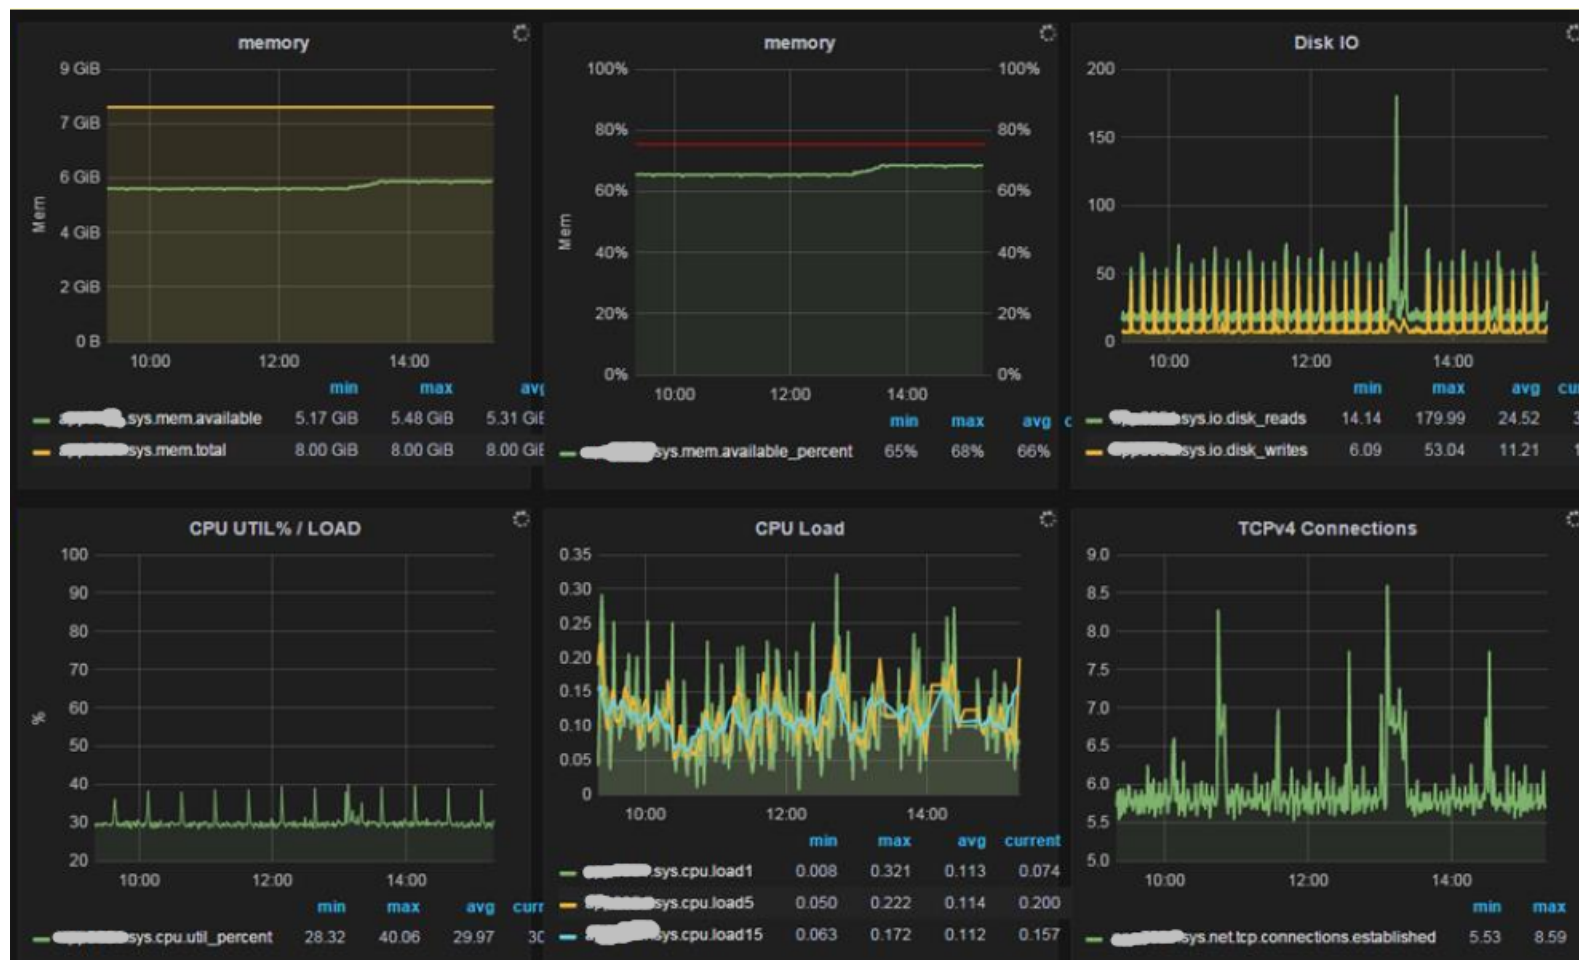 memory
9 GiB
7 GiB
6 GiB
4 GiB
2 GiB
0 B
Mem
10:00 12:00 14:00
min max avg
sys.mem.available 5.17 GiB 5.48 GiB 5.31 GiB
sys.mem.total 8.00 GiB 8.00 GiB 8.00 GiB
memory
100% 100%
80% 80%
60% 60%
40% 40%
20% 20%
0% 0%
Mem
10:00 12:00 14:00
min max avg c
sys.mem.available_percent 65% 68% 66%
Disk IO
200
150
100
50
0
10:00 12:00 14:00
min max avg cu
sys.io.disk_reads 14.14 179.99 24.52 3
sys.io.disk_writes 6.09 53.04 11.21 1
CPU UTIL% / LOAD
100
90
80
70
60
50
40
30
20
%
10:00 12:00 14:00
min max avg curr
sys.cpu.util_percent 28.32 40.06 29.97 30
CPU Load
0.35
0.30
0.25
0.20
0.15
0.10
0.05
0
10:00 12:00 14:00
min max avg current
sys.cpu.load1 0.008 0.321 0.113 0.074
sys.cpu.load5 0.050 0.222 0.114 0.200
sys.cpu.load15 0.063 0.172 0.112 0.157
TCPv4 Connections
9.0
8.5
8.0
7.5
7.0
6.5
6.0
5.5
5.0
10:00 12:00 14:00
min max
sys.net.tcp.connections.established 5.53 8.59